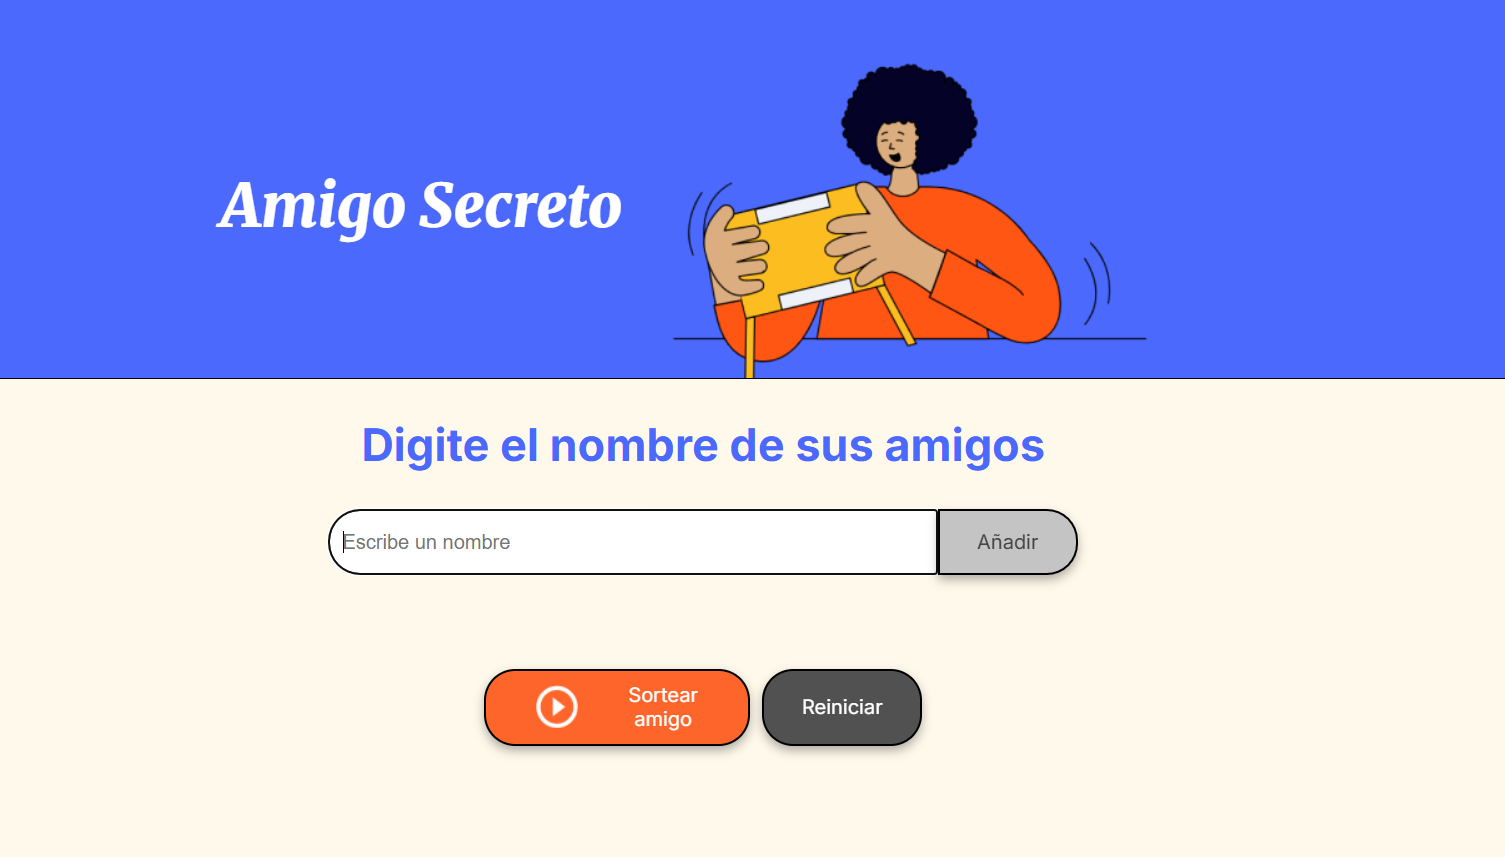 Amigo Secreto
Digite el nombre de sus amigos
Escribe un nombre
Añadir
Sortear
amigo
Reiniciar